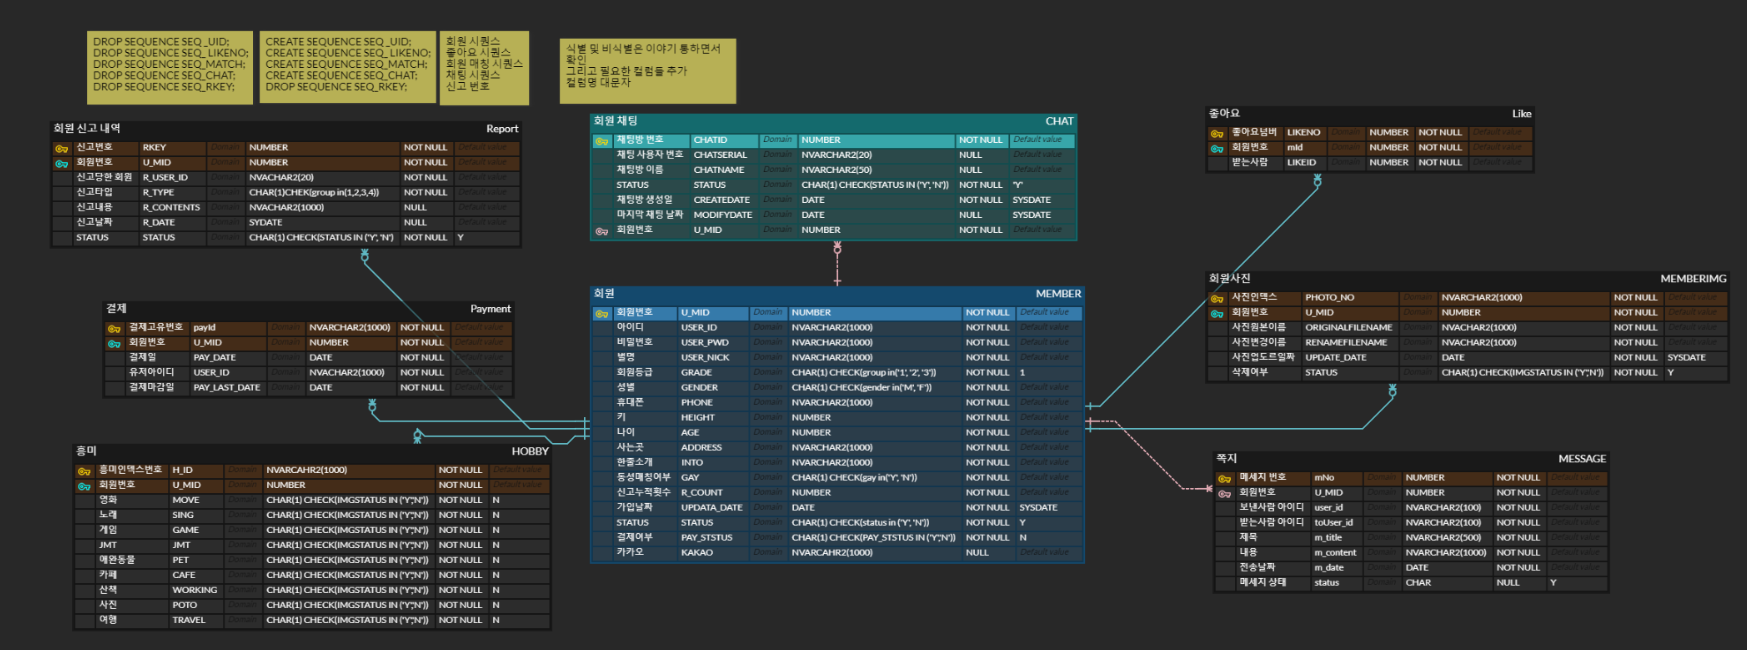 DROP SEQUENCE SEQ_UID;
DROP SEQUENCE SEQ_LIKENO;
DROP SEQUENCE SEQ_MATCH;
DROP SEQUENCE SEQ_CHAT;
DROP SEQUENCE SEQ_RKEY;
CREATE SEQUENCE SEQ_UID;
CREATE SEQUENCE SEQ_LIKENO;
CREATE SEQUENCE SEQ_MATCH;
CREATE SEQUENCE SEQ_CHAT;
DROP SEQUENCE SEQ_RKEY;
회원 시퀀스
좋아요 시퀀스
회원 매칭 시퀀스
채팅 시퀀스
신고 번호
식별 및 비식별은 이야기 통하면서
확인
그리고 필요한 컬럼들 추가
컬럼명 대문자
회원 신고 내역 Report
신고번호 RKEY Domain NUMBER NOT NULL Default value
회원번호 U_MID Domain NUMBER NOT NULL Default value
신고당한 회원 R_USER_ID Domain NVACHAR2(20) NOT NULL Default value
신고타입 R_TYPE Domain CHAR(1)CHEK(group in(1,2,3,4)) NOT NULL Default value
신고내용 R_CONTENTS Domain NVACHAR2(1000) NULL Default value
신고날짜 R_DATE Domain SYDATE NULL Default value
STATUS STATUS Domain CHAR(1) CHECK(STATUS IN ('Y', 'N') NOT NULL Y
회원 채팅 CHAT
채팅방 번호 CHATID Domain NUMBER NOT NULL Default value
채팅 사용자 번호 CHATSERIAL Domain NVARCHAR2(20) NULL Default value
채팅방 이름 CHATNAME Domain NVARCHAR2(50) NULL Default value
STATUS STATUS Domain CHAR(1) CHECK(STATUS IN ('Y', 'N')) NOT NULL 'Y'
채팅방 생성일 CREATEDATE Domain DATE NOT NULL SYSDATE
마지막 채팅 날짜 MODIFYDATE Domain DATE NULL SYSDATE
회원번호 U_MID Domain NUMBER NOT NULL Default value
좋아요 Like
좋아요넘버 LIKENO Domain NUMBER NOT NULL Default value
회원번호 mId Domain NUMBER NOT NULL Default value
받는사람 LIKEID Domain NUMBER NOT NULL Default value
결제 Payment
결제고유번호 payId Domain NVARCHAR2(1000) NOT NULL Default value
회원번호 U_MID Domain NUMBER NOT NULL Default value
결제일 PAY_DATE Domain DATE NOT NULL Default value
유저아이디 USER_ID Domain NVACHAR2(1000) NOT NULL Default value
결제마감일 PAY_LAST_DATE Domain DATE NOT NULL Default value
회원 MEMBER
회원번호 U_MID Domain NUMBER NOT NULL Default value
아이디 USER_ID Domain NVARCHAR2(1000) NOT NULL Default value
비밀번호 USER_PWD Domain NVARCHAR2(1000) NOT NULL Default value
별명 USER_NICK Domain NVARCHAR2(1000) NOT NULL Default value
회원등급 GRADE Domain CHAR(1) CHECK(group in('1', '2', '3')) NOT NULL 1
성별 GENDER Domain CHAR(1) CHECK(gender in('M', 'F')) NOT NULL Default value
휴대폰 PHONE Domain NVARCHAR2(1000) NOT NULL Default value
키 HEIGHT Domain NUMBER NOT NULL Default value
나이 AGE Domain NUMBER NOT NULL Default value
사는곳 ADDRESS Domain NVARCHAR2(1000) NOT NULL Default value
한줄소개 INTO Domain NVARCHAR2(1000) NOT NULL Default value
동성매칭여부 GAY Domain CHAR(1) CHECK(gay in('Y', 'N')) NOT NULL Default value
신고누적횟수 R_COUNT Domain NUMBER NOT NULL Default value
가입날짜 UPDATA_DATE Domain DATE NOT NULL SYSDATE
STATUS STATUS Domain CHAR(1) CHECK(status in ('Y', 'N')) NOT NULL Y
결제여부 PAY_STSTUS Domain CHAR(1) CHECK(PAY_STSTUS IN ('Y','N')) NOT NULL N
카카오 KAKAO Domain NVARCAHR2(1000) NULL Default value
회원사진 MEMBERIMG
사진인덱스 PHOTO_NO Domain NVARCHAR2(1000) NOT NULL Default value
회원번호 U_MID Domain NUMBER NOT NULL Default value
사진원본이름 ORIGINALFILENAME Domain NVACHAR2(1000) NOT NULL Default value
사진변경이름 RENAMEFILENAME Domain NVARCHAR2(1000) NOT NULL Default value
사진업도르일짜 UPDATE_DATE Domain DATE NOT NULL SYSDATE
삭제여부 STATUS Domain CHAR(1) CHECK(IMGSTATUS IN ('Y','N')) NOT NULL Y
흥미 HOBBY
흥미인덱스번호 H_ID Domain NVARCAHR2(1000) NOT NULL Default value
회원번호 U_MID Domain NUMBER NOT NULL Default value
영화 MOVE Domain CHAR(1) CHECK(IMGSTATUS IN ('Y','N')) NOT NULL N
노래 SING Domain CHAR(1) CHECK(IMGSTATUS IN ('Y','N')) NOT NULL N
게임 GAME Domain CHAR(1) CHECK(IMGSTATUS IN ('Y','N')) NOT NULL N
JMT JMT Domain CHAR(1) CHECK(IMGSTATUS IN ('Y','N')) NOT NULL N
애완동물 PET Domain CHAR(1) CHECK(IMGSTATUS IN ('Y','N')) NOT NULL N
카페 CAFE Domain CHAR(1) CHECK(IMGSTATUS IN ('Y','N')) NOT NULL N
산책 WORKING Domain CHAR(1) CHECK(IMGSTATUS IN ('Y','N')) NOT NULL N
사진 POTO Domain CHAR(1) CHECK(IMGSTATUS IN ('Y','N')) NOT NULL N
여행 TRAVEL Domain CHAR(1) CHECK(IMGSTATUS IN ('Y','N')) NOT NULL N
쪽지 MESSAGE
메세지 번호 mNo Domain NUMBER NOT NULL Default value
회원번호 U_MID Domain NUMBER NOT NULL Default value
보낸사람 아이디 user_id Domain NVARCHAR2(100) NOT NULL Default value
받는사람 아이디 toUser_id Domain NVARCHAR2(100) NOT NULL Default value
제목 m_title Domain NVARCHAR2(500) NOT NULL Default value
내용 m_content Domain NVARCHAR2(1000) NOT NULL Default value
전송날짜 m_date Domain DATE NOT NULL Default value
메세지 상태 status Domain CHAR NULL Y